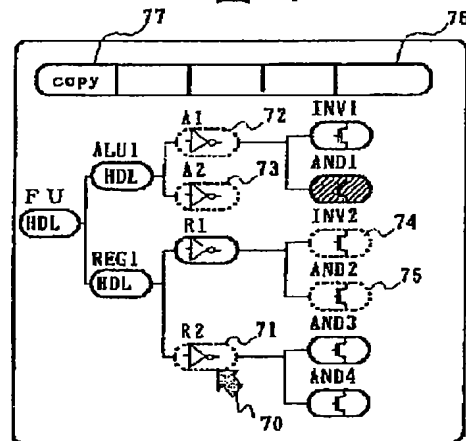 77
76
copy
A1
72
INV1
ALU1
AND1
HDL
A2
73
FU
HDL
R1
INV2
74
REG1
HDL
AND2
75
R2
71
AND3
AND4
70